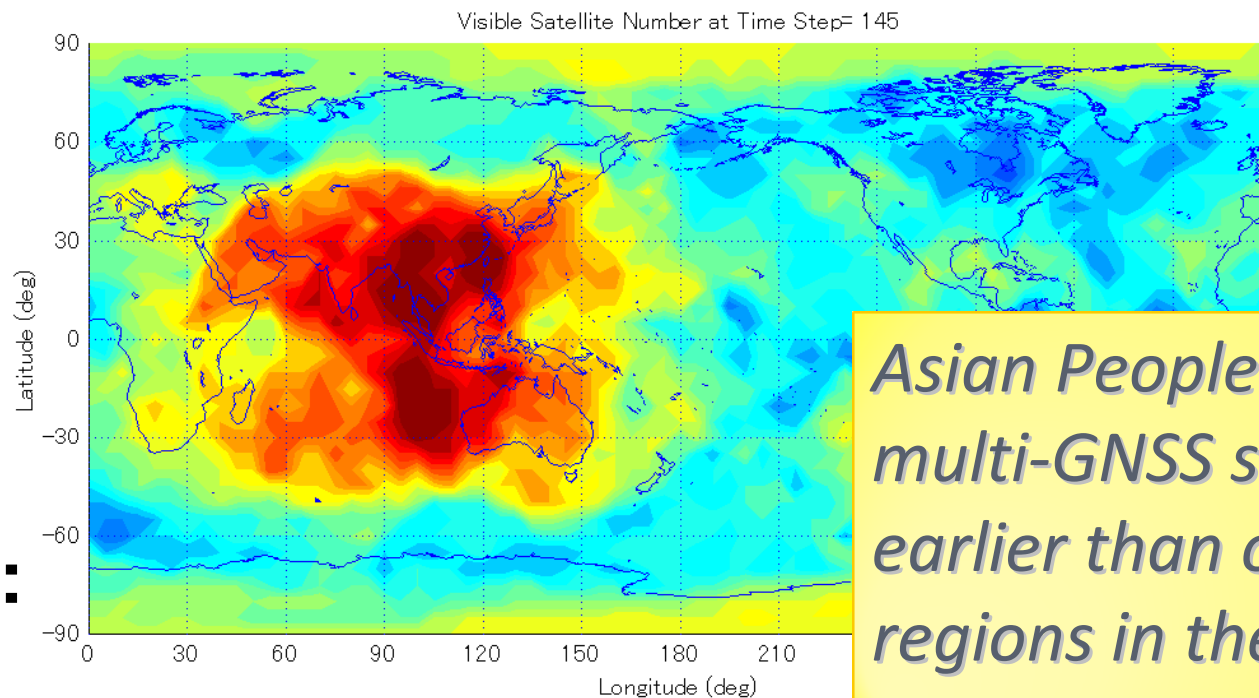 Visible Satellite Number at Time Step= 145
90
60
30
0
−30
−60
−90
Latitude (deg)
0 30 60 90 120 150 180 210
Longitude (deg)
Asian People
multi-GNSS s
earlier than
regions in the
: